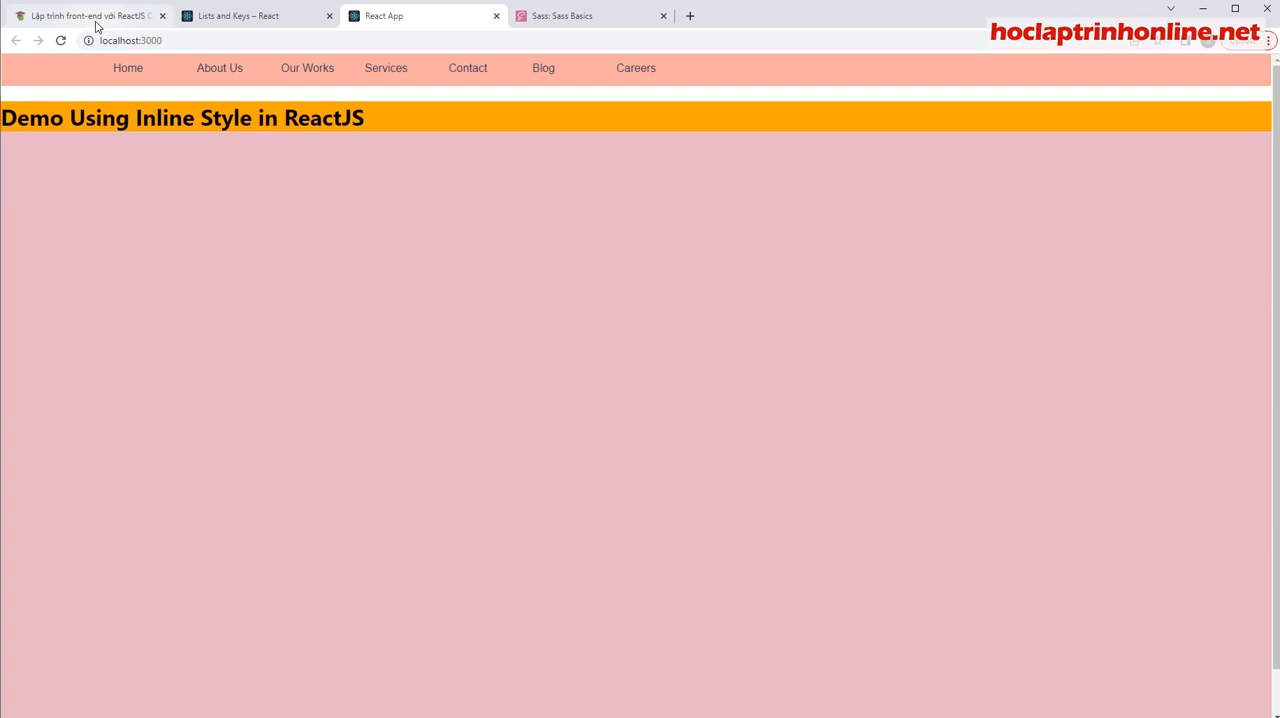 Lập trình front-end với ReactJS C
Lists and Keys – React
React App
Sass: Sass Basics
localhost:3000
hoclaptrinhonline.net
Home About Us Our Works Services Contact Blog Careers
Demo Using Inline Style in ReactJS